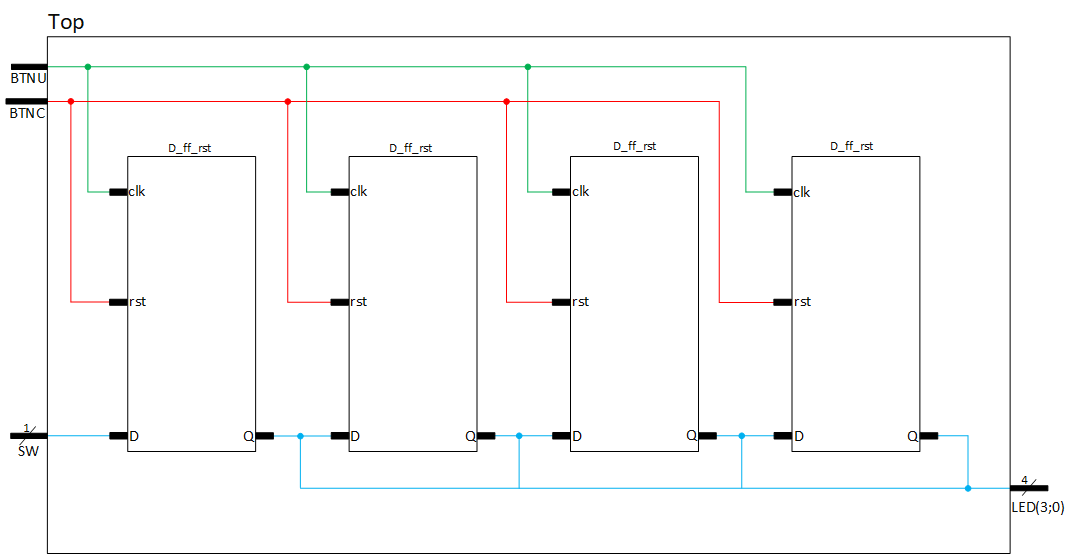 Top
BTNU
BTNC
D_ff_rst
D_ff_rst
D_ff_rst
D_ff_rst
clk
clk
clk
clk
rst
rst
rst
rst
1
SW
D
Q
D
Q
D
Q
D
Q
4
LED(3;0)